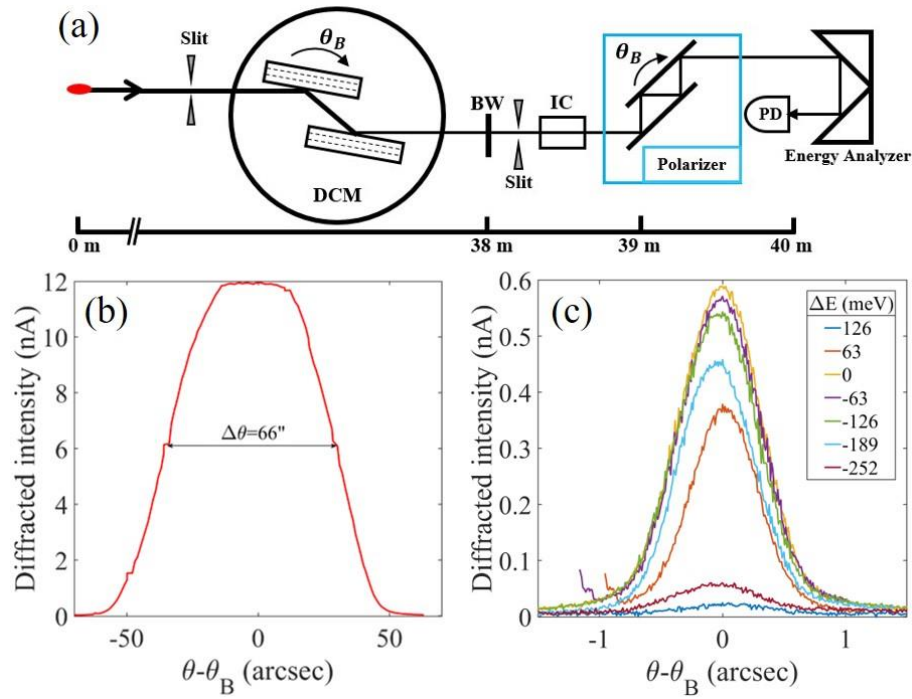 (a)
Slit
θB
DCM
BW
Slit
IC
θB
Polarizer
PD
Energy Analyzer
0 m
38 m
39 m
40 m
(b)
Diffracted intensity (nA)
12
10
8
6
4
2
0
Δθ=66"
-50
0
50
θ-θB (arcsec)
(c)
Diffracted intensity (nA)
0.6
0.5
0.4
0.3
0.2
0.1
0
ΔE (meV)
126
63
0
-63
-126
-189
-252
-1
0
1
θ-θB (arcsec)